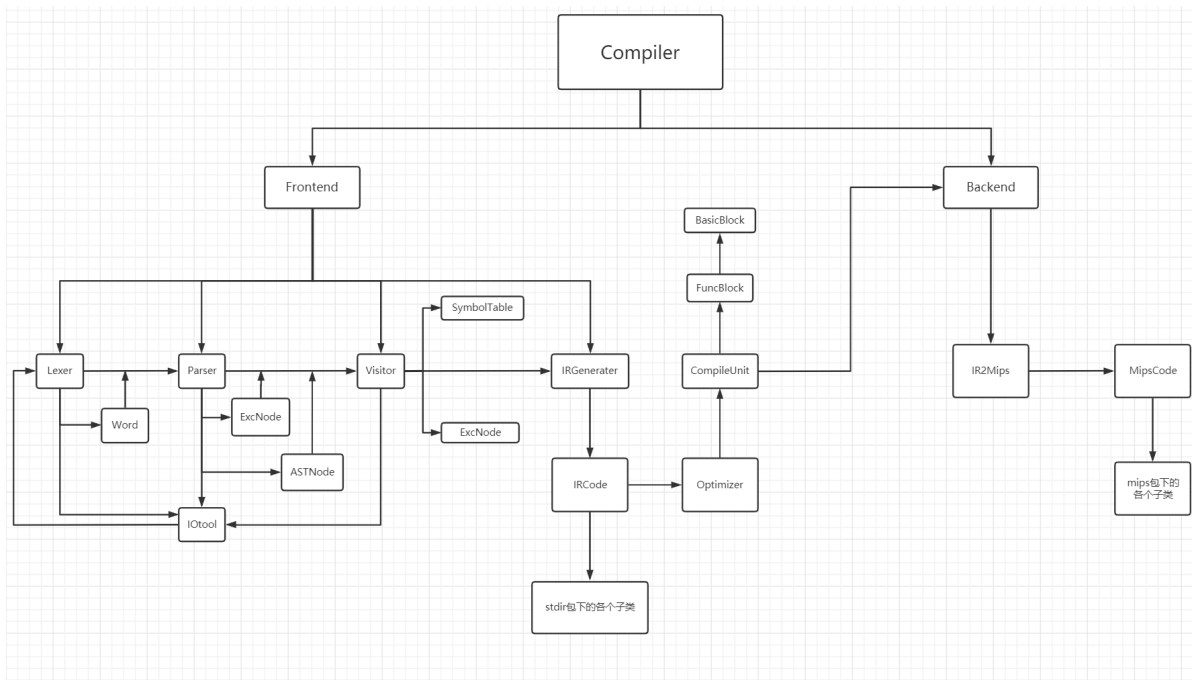 Compiler
Frontend
Backend
BasicBlock
FuncBlock
SymbolTable
Lexer
Parser
Visitor
IRGenerater
CompileUnit
IR2Mips
MipsCode
Word
ExcNode
ExcNode
ASTNode
IRCode
Optimizer
mips包下的
各个子类
IOtool
stdir包下的各个子类